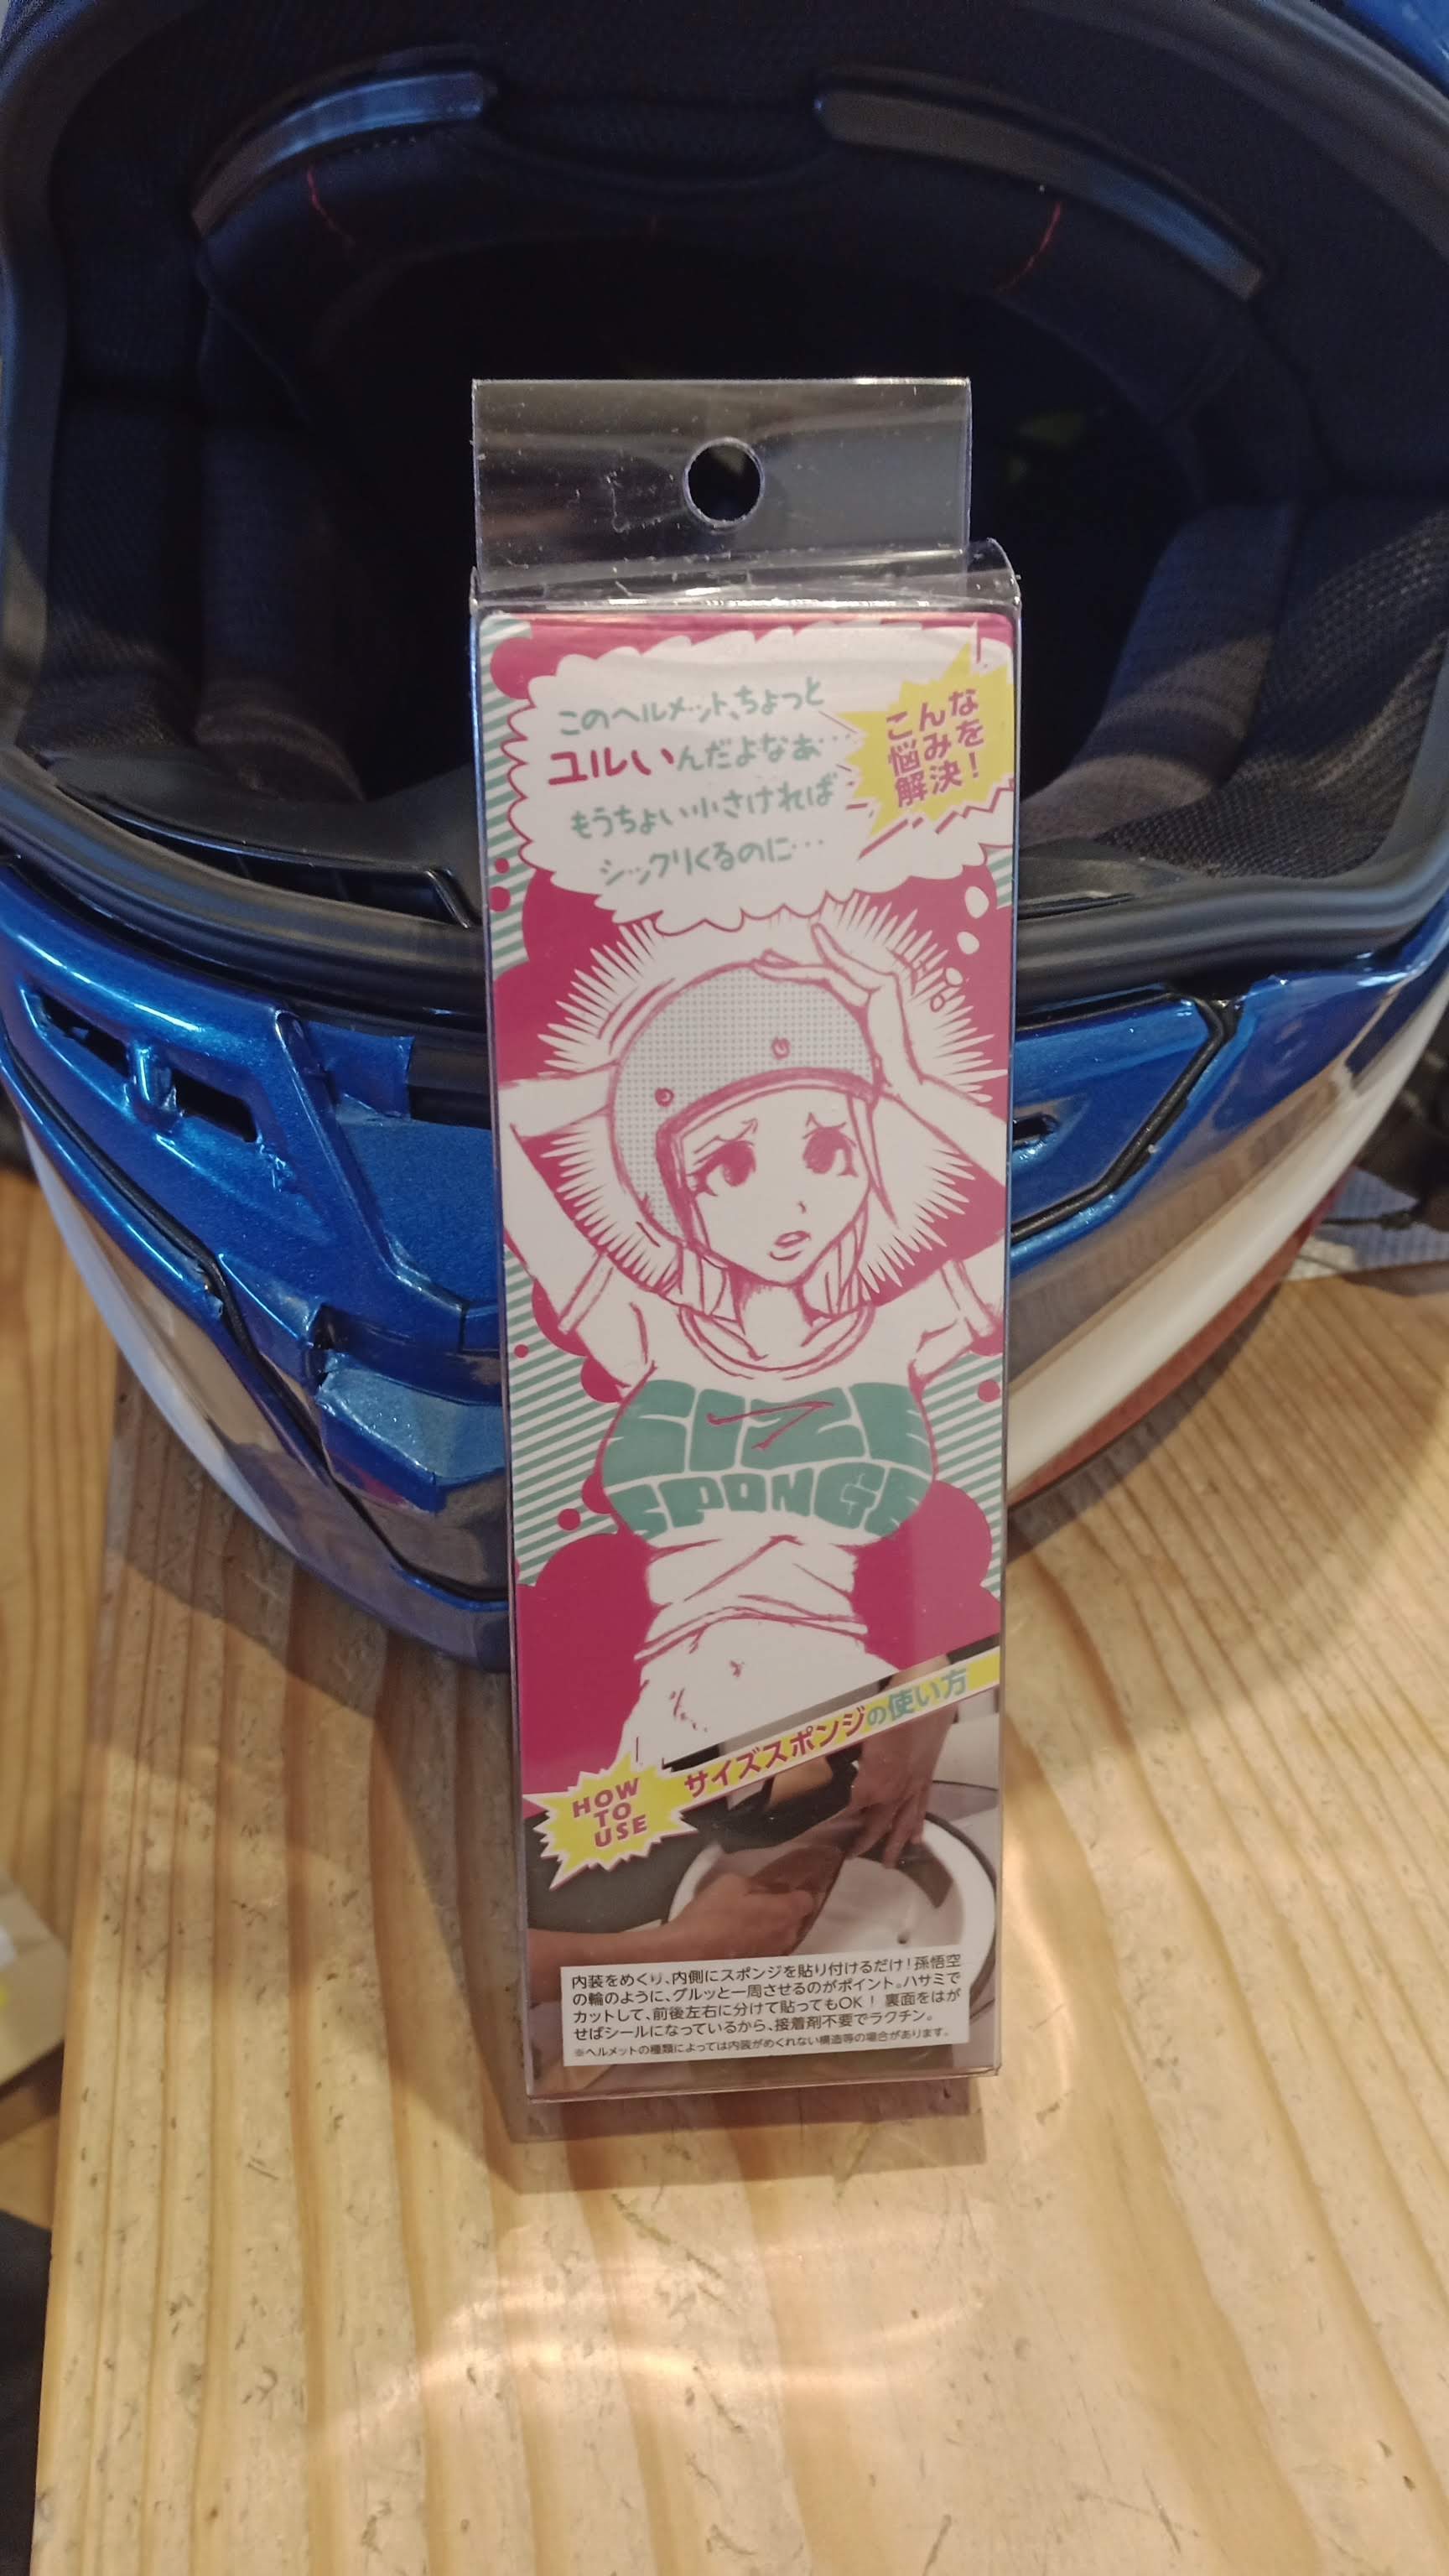 このヘルメット、ちょっと
ユルいんだよなあ…
もうちょい小さければ
シックリくるのに…
こんな
悩みを
解決!
SIZE
SPONGE
HOW
TO
USE
サイズスポンジの使い方
内装をめくり、内側にスポンジを貼り付けるだけ!孫悟空
の輪のように、グルッと一周させるのがポイント。ハサミで
カットして、前後左右に分けて貼ってもOK! 裏面をはが
せばシールになっているから、接着剤不要でラクチン。
※ヘルメットの種類によっては内装がめくれない構造等の場合があります。